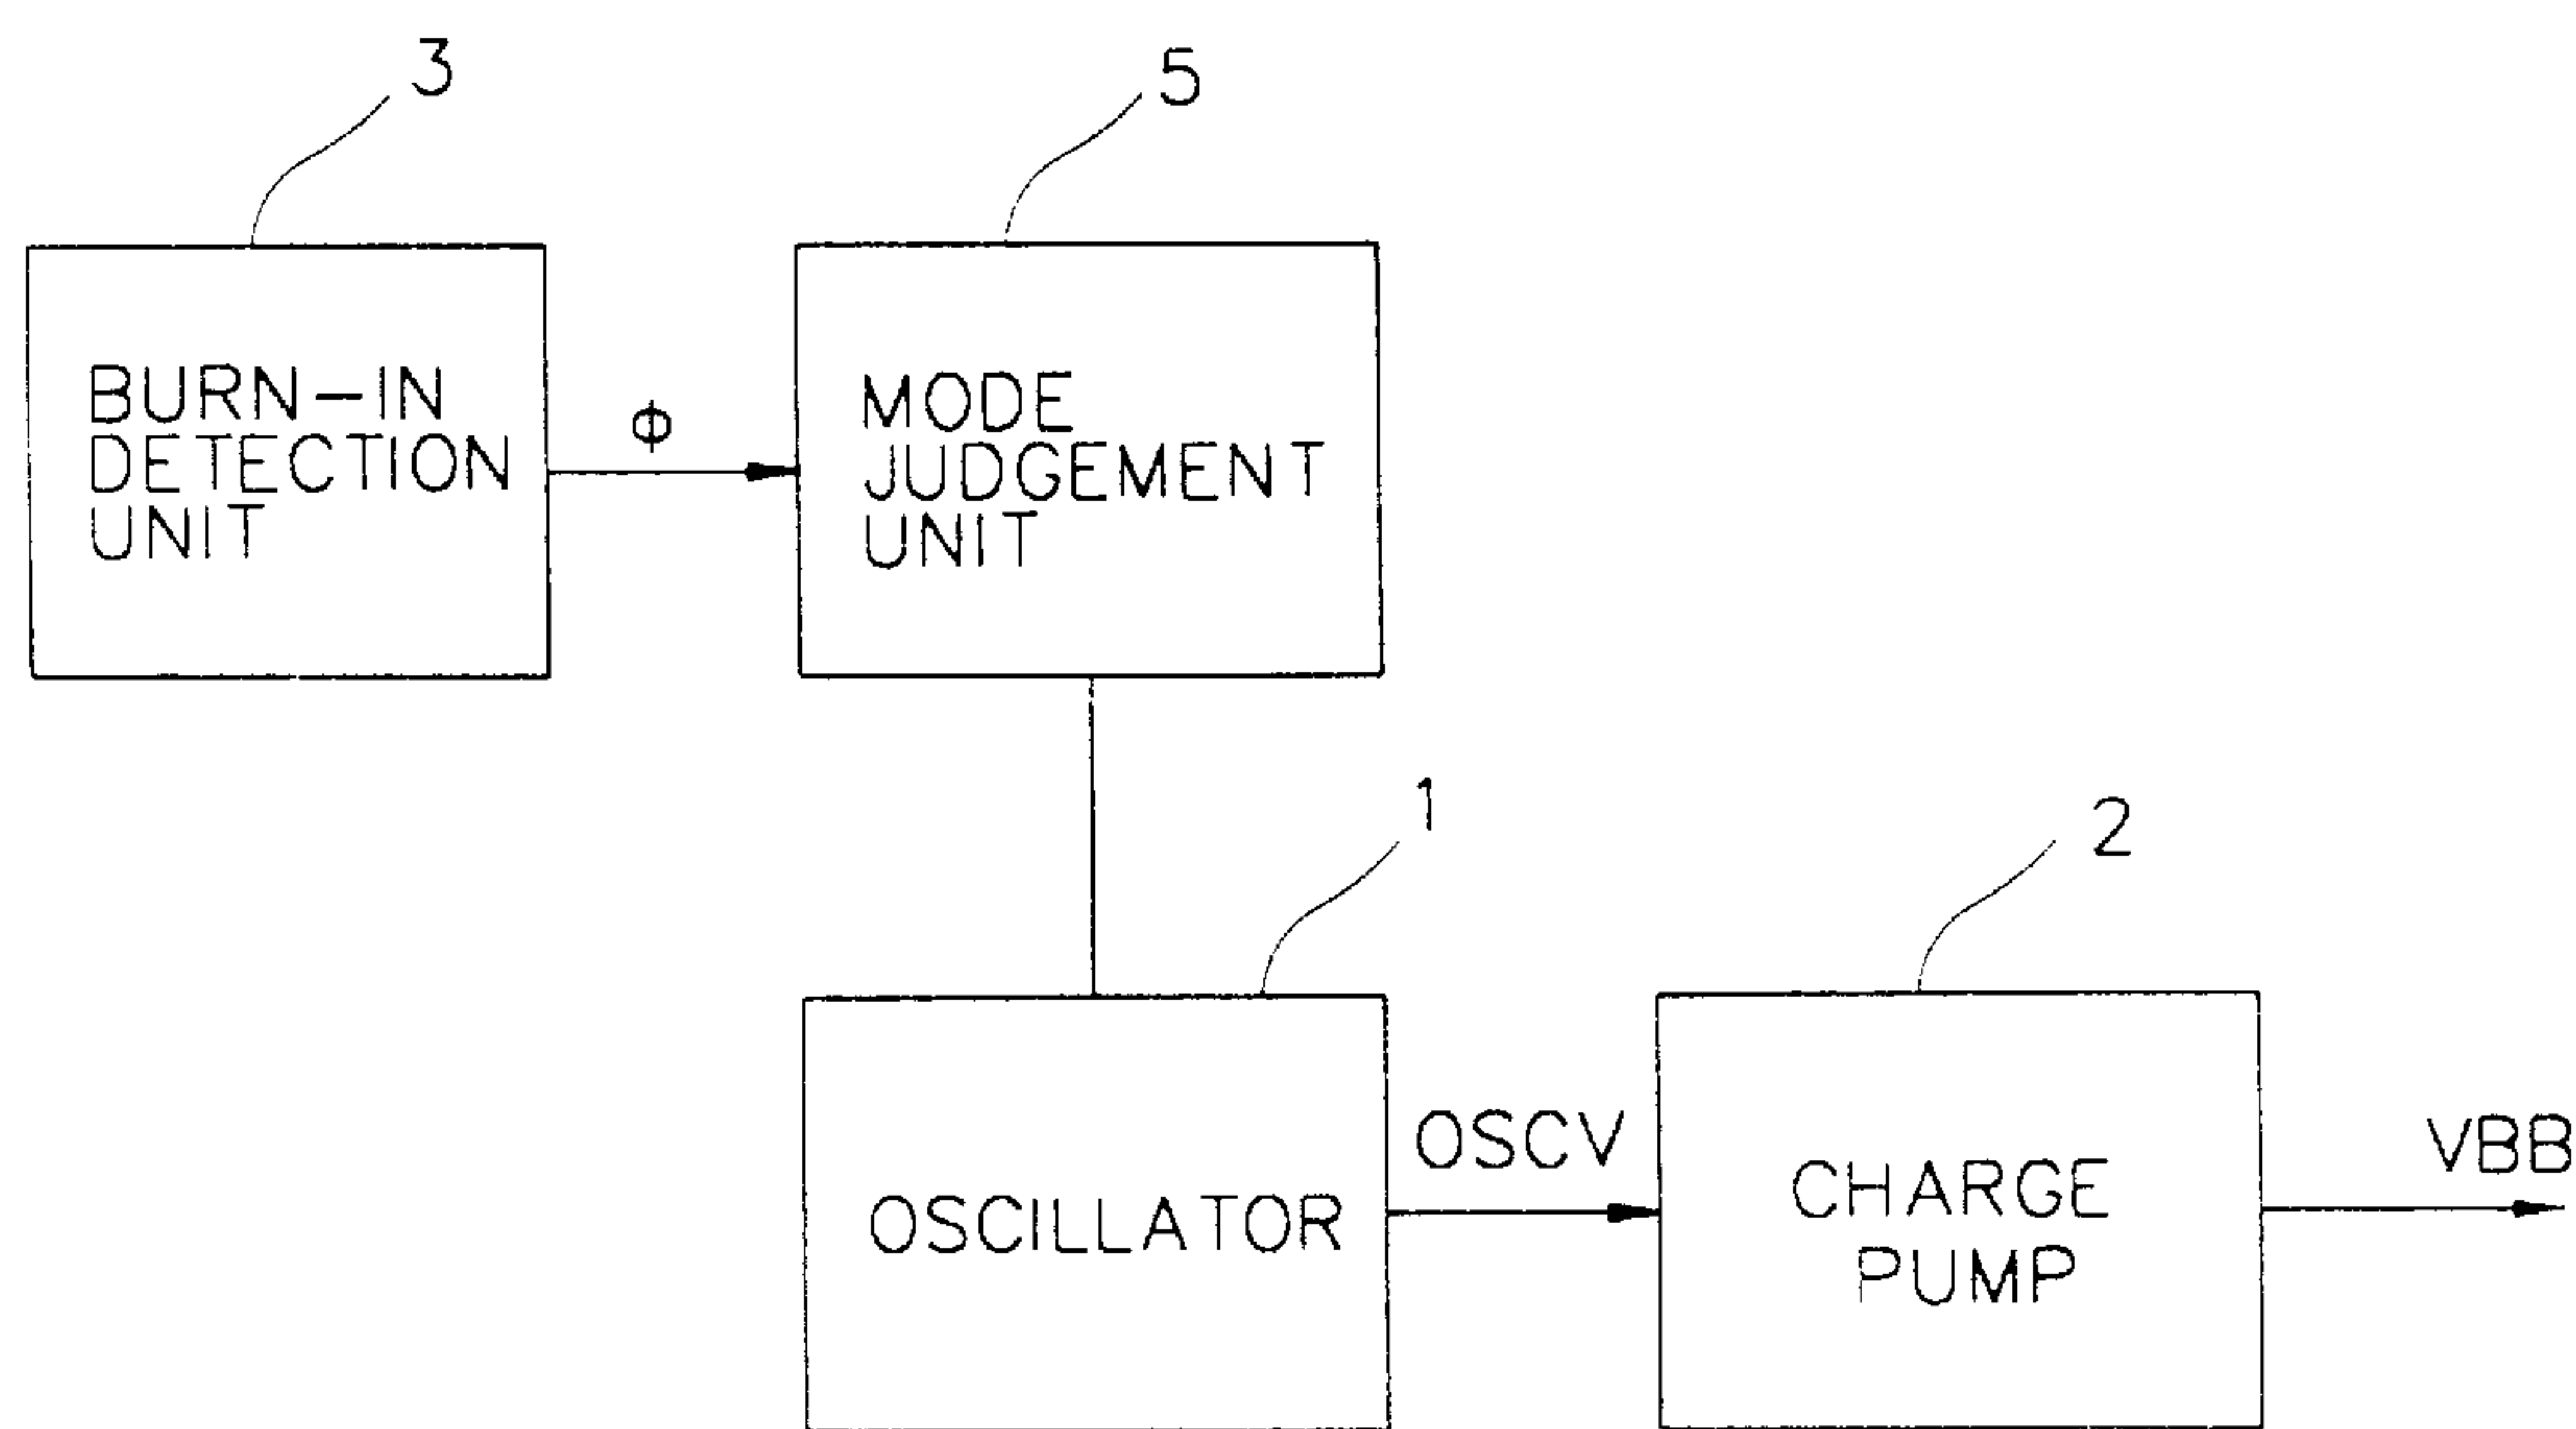 3
5
BURN-IN
DETECTION
UNIT
Φ
MODE
JUDGEMENT
UNIT
1
2
OSCILLATOR
OSCV
CHARGE
PUMP
VBB